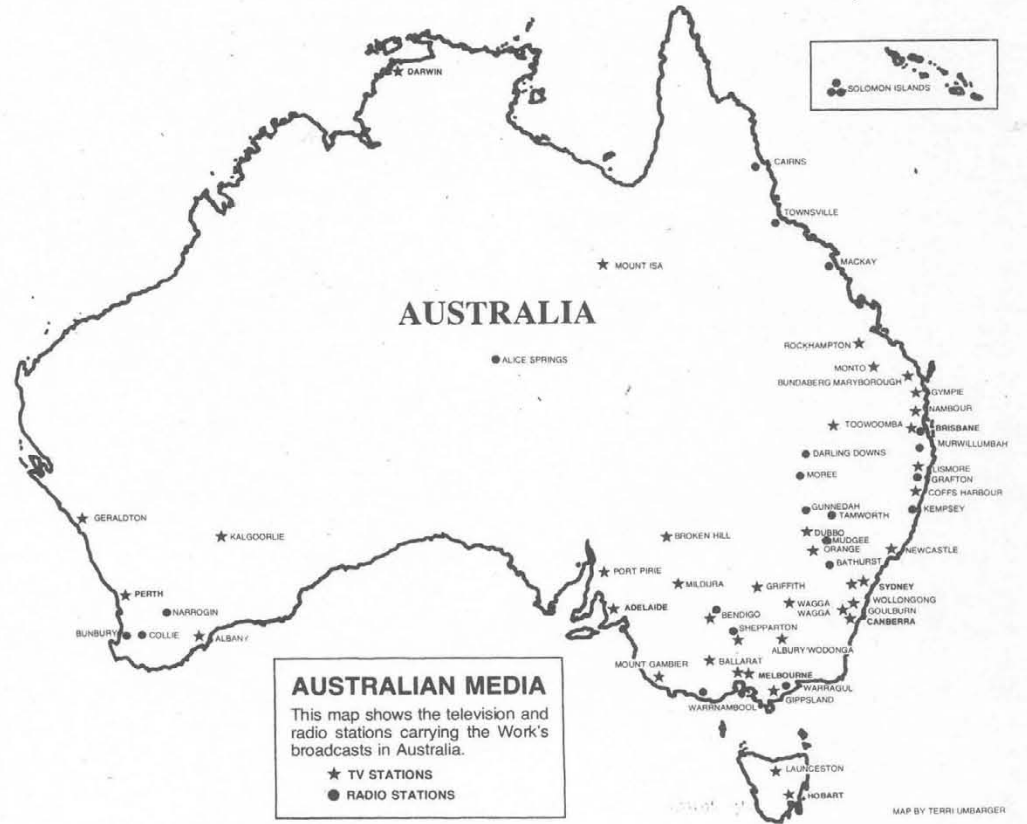 DARWIN
SOLOMON ISLANDS
CAIRNS
TOWNSVILLE
MOUNT ISA
MACKAY
AUSTRALIA
ROCKHAMPTON
ALICE SPRINGS
MONTO
BUNDABERG MARYBOROUGH
GYMPIE
NAMBOUR
TOOWOOMBA
BRISBANE
MURWILLUMBAH
DARLING DOWNS
LISMORE
MOREE
GRAFTON
COFFS HARBOUR
GUNNEDAH
KEMPSEY
TAMWORTH
GERALDTON
DUBBO
KALGOORLIE
BROKEN HILL
MUDGEE
ORANGE
NEWCASTLE
BATHURST
PORT PIRIE
MILDURA
GRIFFITH
SYDNEY
PERTH
WAGGA
WAGGA
WOLLONGONG
ADELAIDE
NARROGIN
BENDIGO
GOULBURN
CANBERRA
SHEPPARTON
BUNBURY
COLLIE
ALBANY
ALBURY WODONGA
BALLARAT
MOUNT GAMBIER
MELBOURNE
WARRAGUL
GIPPSLAND
WARRNAMBOOL
AUSTRALIAN MEDIA
This map shows the television and
radio stations carrying the Work's
broadcasts in Australia.
TV STATIONS
RADIO STATIONS
LAUNCESTON
HOBART
MAP BY TERRI UMBARGER